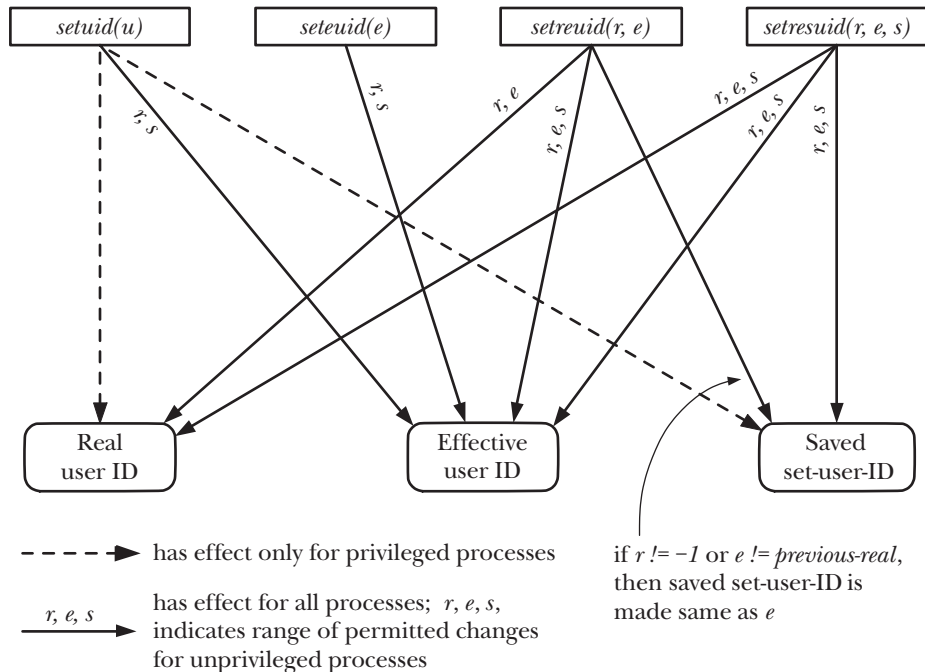 setuid(u)
seteuid(e)
setreuid(r, e)
setresuid(r, e, s)
r, s
r, s
r, e
r, e, s
r, e, s
r, e, s
r, e, s
Real
user ID
Effective
user ID
Saved
set-user-ID
has effect only for privileged processes
r, e, s
has effect for all processes; r, e, s,
indicates range of permitted changes
for unprivileged processes
if r != −1 or e != previous-real,
then saved set-user-ID is
made same as e